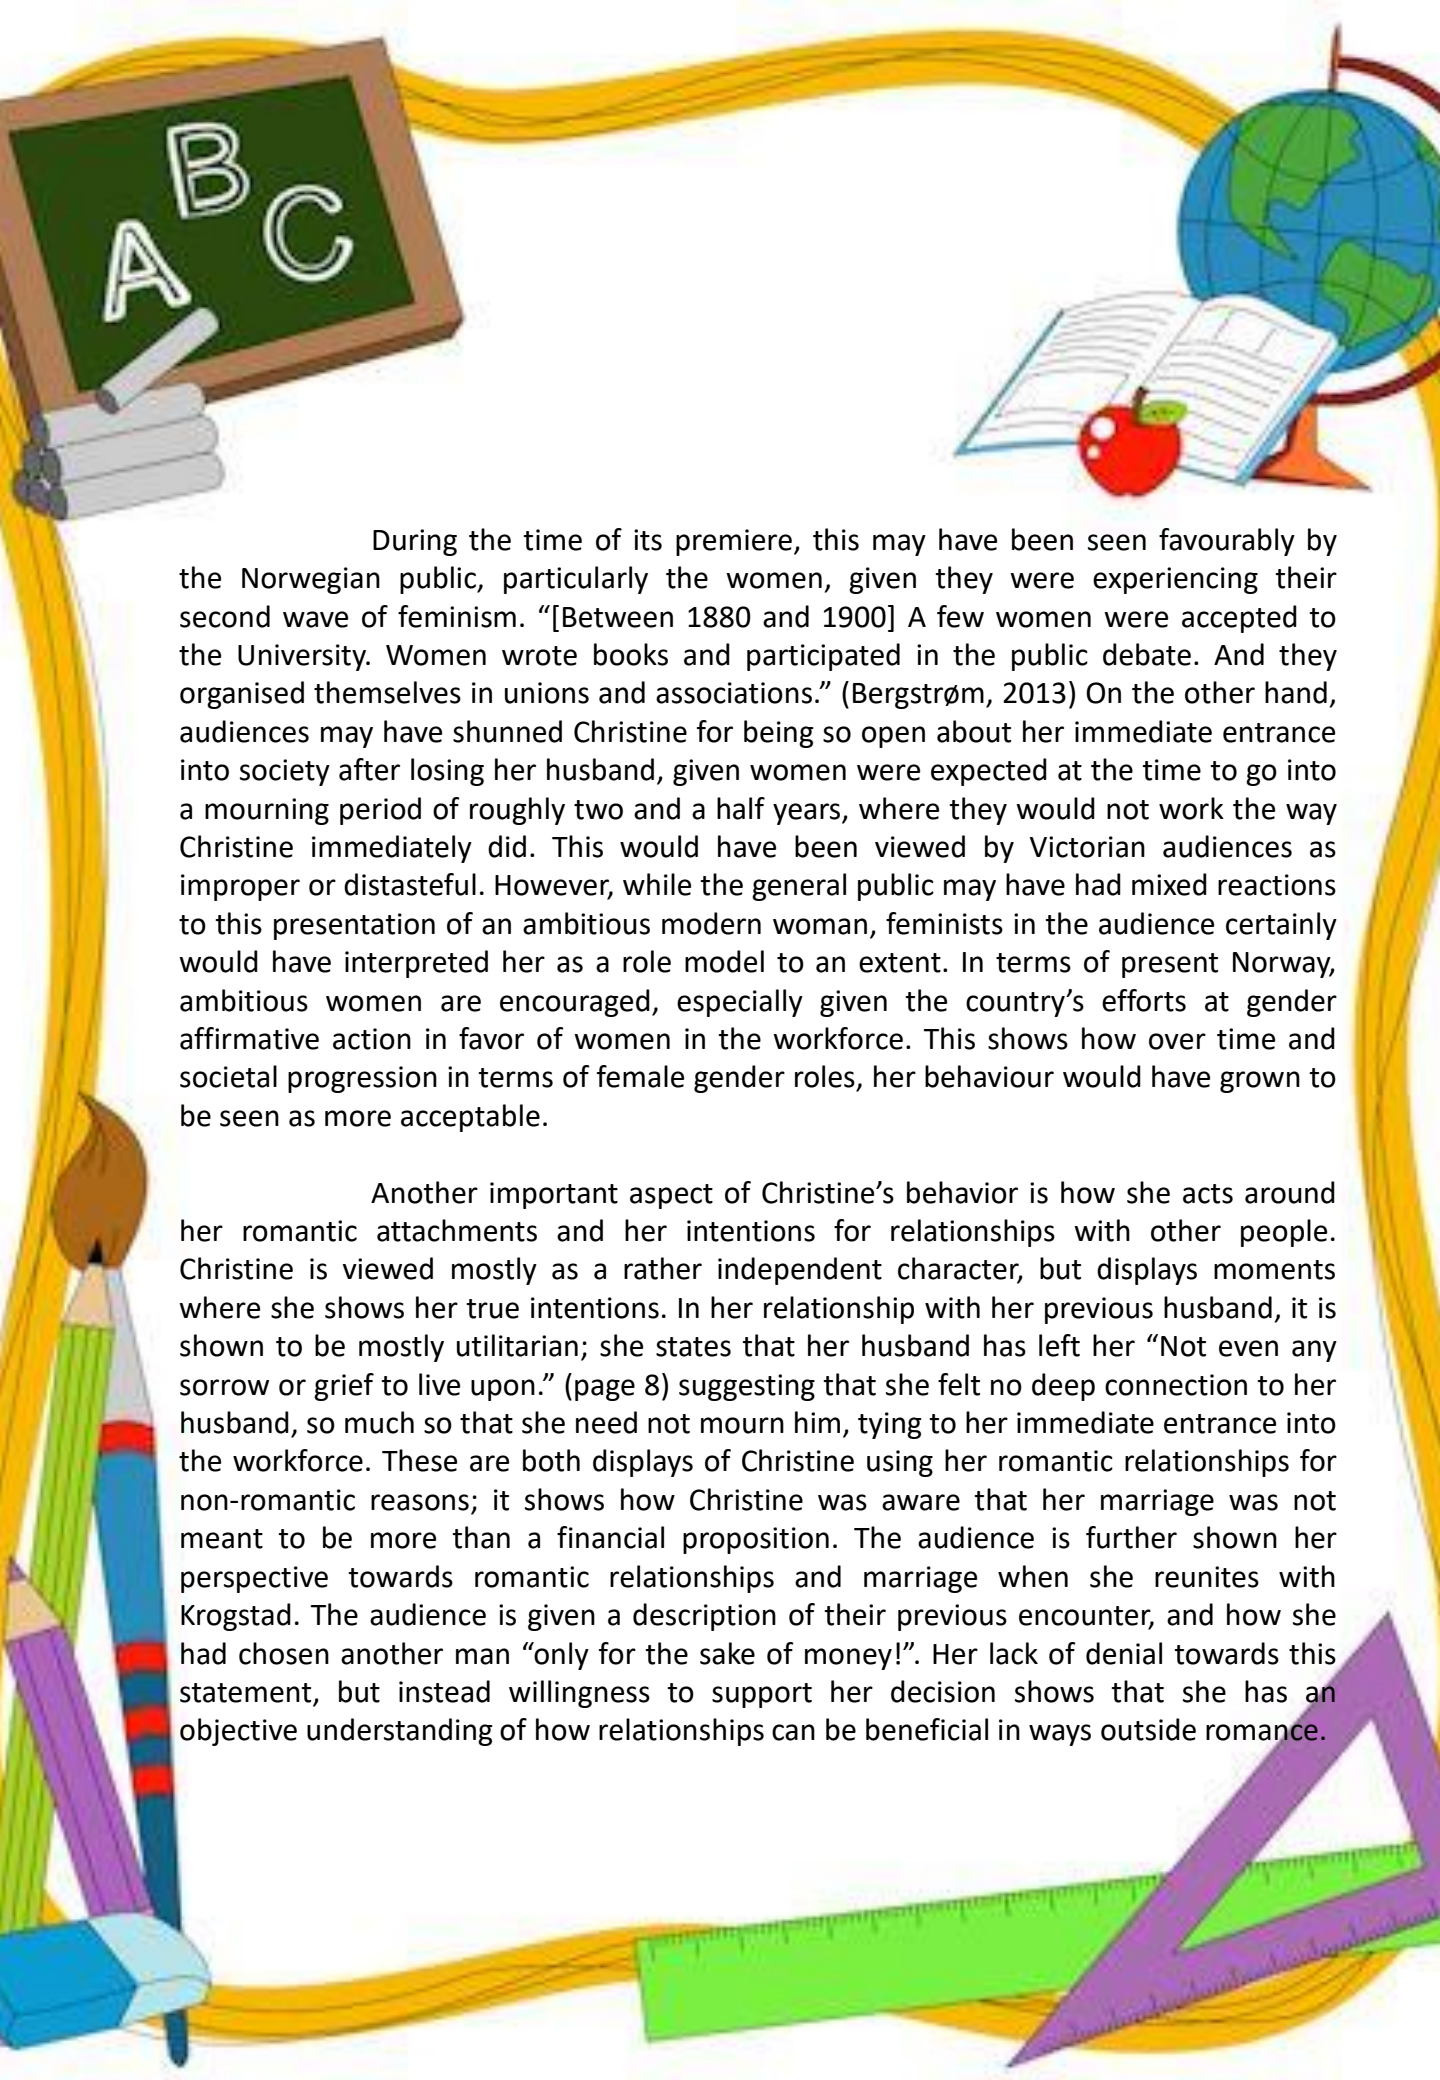 B
A C
During the time of its premiere, this may have been seen favourably by
the Norwegian public, particularly the women, given they were experiencing their
second wave of feminism. “[Between 1880 and 1900] A few women were accepted to
the University. Women wrote books and participated in the public debate. And they
organised themselves in unions and associations.” (Bergstrøm, 2013) On the other hand,
audiences may have shunned Christine for being so open about her immediate entrance
into society after losing her husband, given women were expected at the time to go into
a mourning period of roughly two and a half years, where they would not work the way
Christine immediately did. This would have been viewed by Victorian audiences as
improper or distasteful. However, while the general public may have had mixed reactions
to this presentation of an ambitious modern woman, feminists in the audience certainly
would have interpreted her as a role model to an extent. In terms of present Norway,
ambitious women are encouraged, especially given the country’s efforts at gender
affirmative action in favor of women in the workforce. This shows how over time and
societal progression in terms of female gender roles, her behaviour would have grown to
be seen as more acceptable.
Another important aspect of Christine’s behavior is how she acts around
her romantic attachments and her intentions for relationships with other people.
Christine is viewed mostly as a rather independent character, but displays moments
where she shows her true intentions. In her relationship with her previous husband, it is
shown to be mostly utilitarian; she states that her husband has left her “Not even any
sorrow or grief to live upon.” (page 8) suggesting that she felt no deep connection to her
husband, so much so that she need not mourn him, tying to her immediate entrance into
the workforce. These are both displays of Christine using her romantic relationships for
non-romantic reasons; it shows how Christine was aware that her marriage was not
meant to be more than a financial proposition. The audience is further shown her
perspective towards romantic relationships and marriage when she reunites with
Krogstad. The audience is given a description of their previous encounter, and how she
had chosen another man “only for the sake of money!”. Her lack of denial towards this
statement, but instead willingness to support her decision shows that she has an
objective understanding of how relationships can be beneficial in ways outside romance.